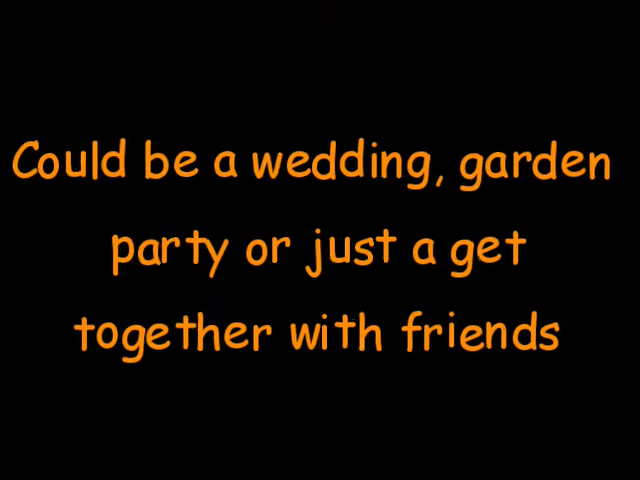 Could be a wedding, garden
party or just a get
together with friends